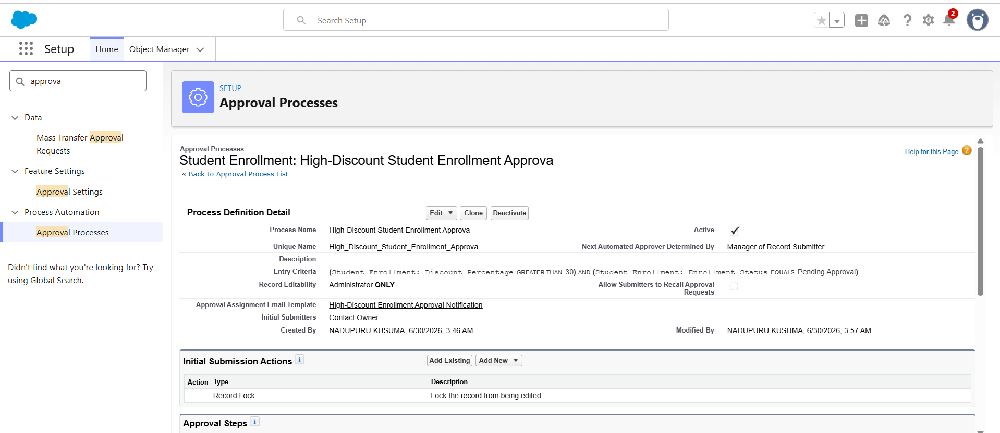 Search Setup
2
Setup
Home
Object Manager
approva
Data
Mass Transfer Approval
Requests
Feature Settings
Approval Settings
Process Automation
Approval Processes
Didn't find what you're looking for? Try
using Global Search.
SETUP
Approval Processes
Approval Processes
Student Enrollment: High-Discount Student Enrollment Approva
« Back to Approval Process List
Help for this Page ?
Process Definition Detail
Edit Clone Deactivate
Process Name High-Discount Student Enrollment Approva Active
Unique Name High_Discount_Student_Enrollment_Approva Next Automated Approver Determined By Manager of Record Submitter
Description
Entry Criteria (Student Enrollment: Discount Percentage GREATER THAN 30) AND (Student Enrollment: Enrollment Status EQUALS Pending Approval)
Record Editability Administrator ONLY Allow Submitters to Recall Approval
Requests
Approval Assignment Email Template High-Discount Enrollment Approval Notification
Initial Submitters Contact Owner
Created By NADUPURU KUSUMA, 6/30/2026, 3:46 AM Modified By NADUPURU KUSUMA, 6/30/2026, 3:57 AM
Initial Submission Actions i Add Existing Add New
Action Type Description
Record Lock Lock the record from being edited
Approval Steps i